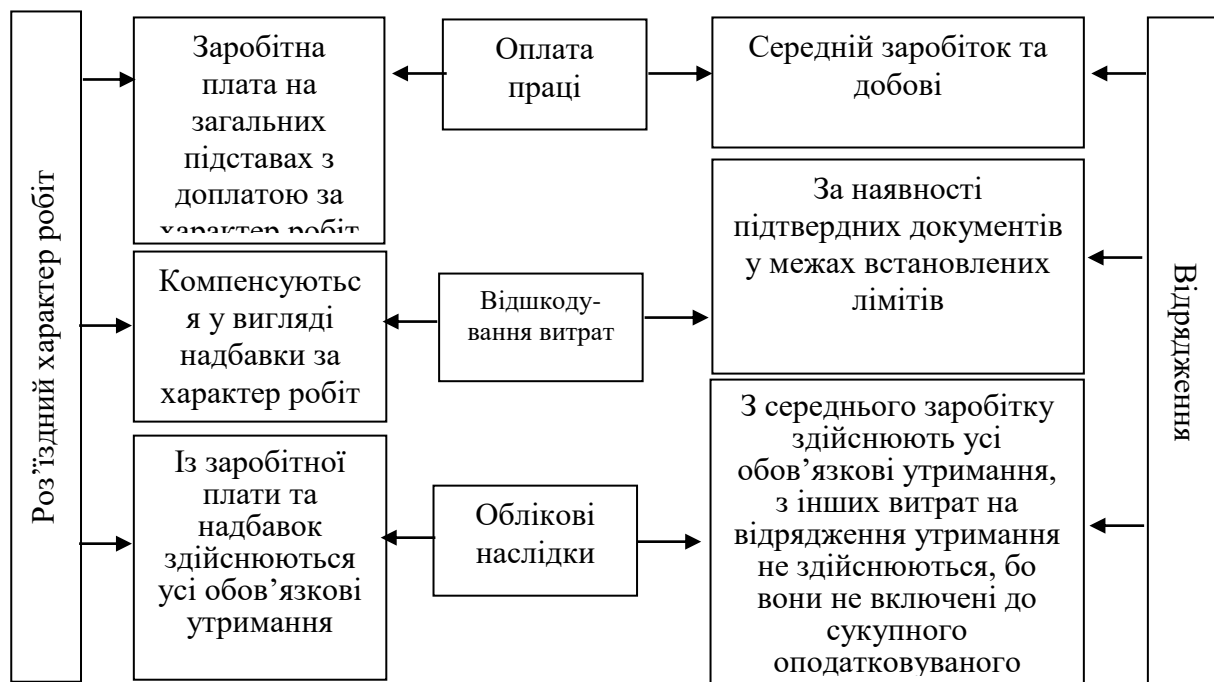 Роз’їздний характер робіт
Заробітна
плата на
загальних
підставах з
доплатою за
характер робіт
Оплата
праці
Середній заробіток та
добові
Компенсуютьс
я у вигляді
надбавки за
характер робіт
Відшкоду-
вання витрат
За наявності
підтвердних документів
у межах встановлених
лімітів
Із заробітної
плати та
надбавок
здійснюються
усі обов’язкові
утримання
Облікові
наслідки
З середнього заробітку
здійснюють усі
обов’язкові утримання,
з інших витрат на
відрядження утримання
не здійснюються, бо
вони не включені до
сукупного
оподатковуваного
Відрядження